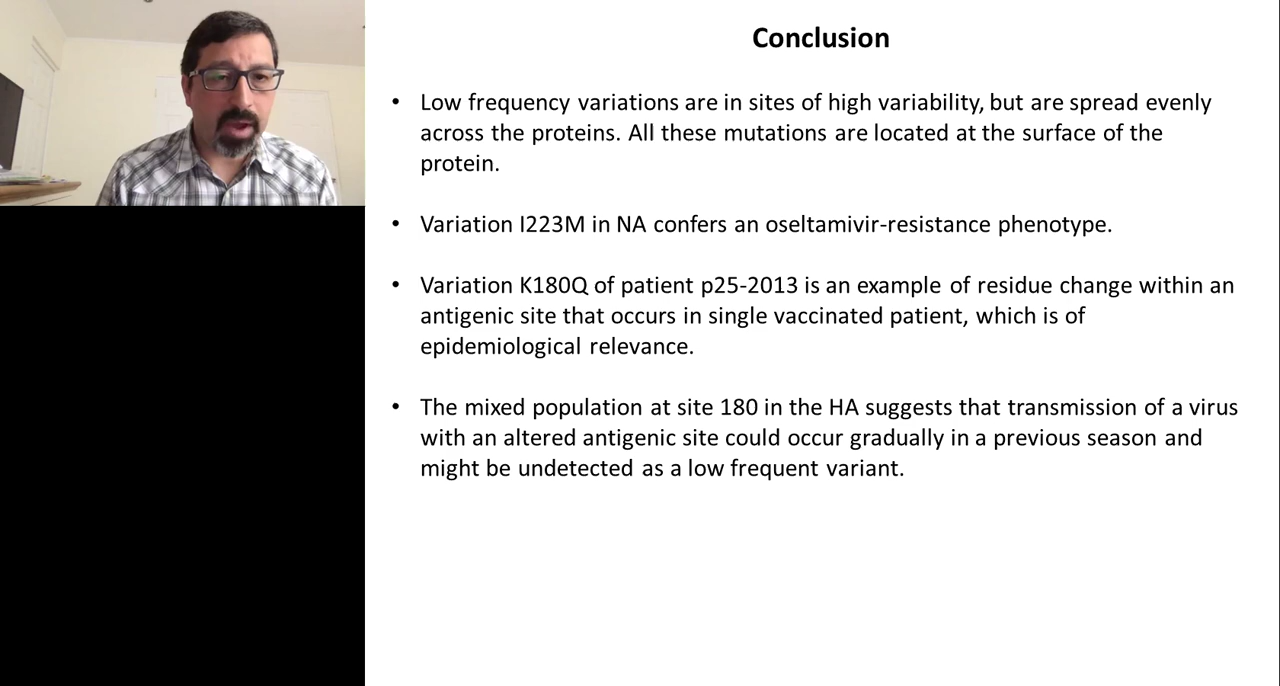 Conclusion
• Low frequency variations are in sites of high variability, but are spread evenly
across the proteins. All these mutations are located at the surface of the
protein.
• Variation I223M in NA confers an oseltamivir-resistance phenotype.
• Variation K180Q of patient p25-2013 is an example of residue change within an
antigenic site that occurs in single vaccinated patient, which is of
epidemiological relevance.
• The mixed population at site 180 in the HA suggests that transmission of a virus
with an altered antigenic site could occur gradually in a previous season and
might be undetected as a low frequent variant.